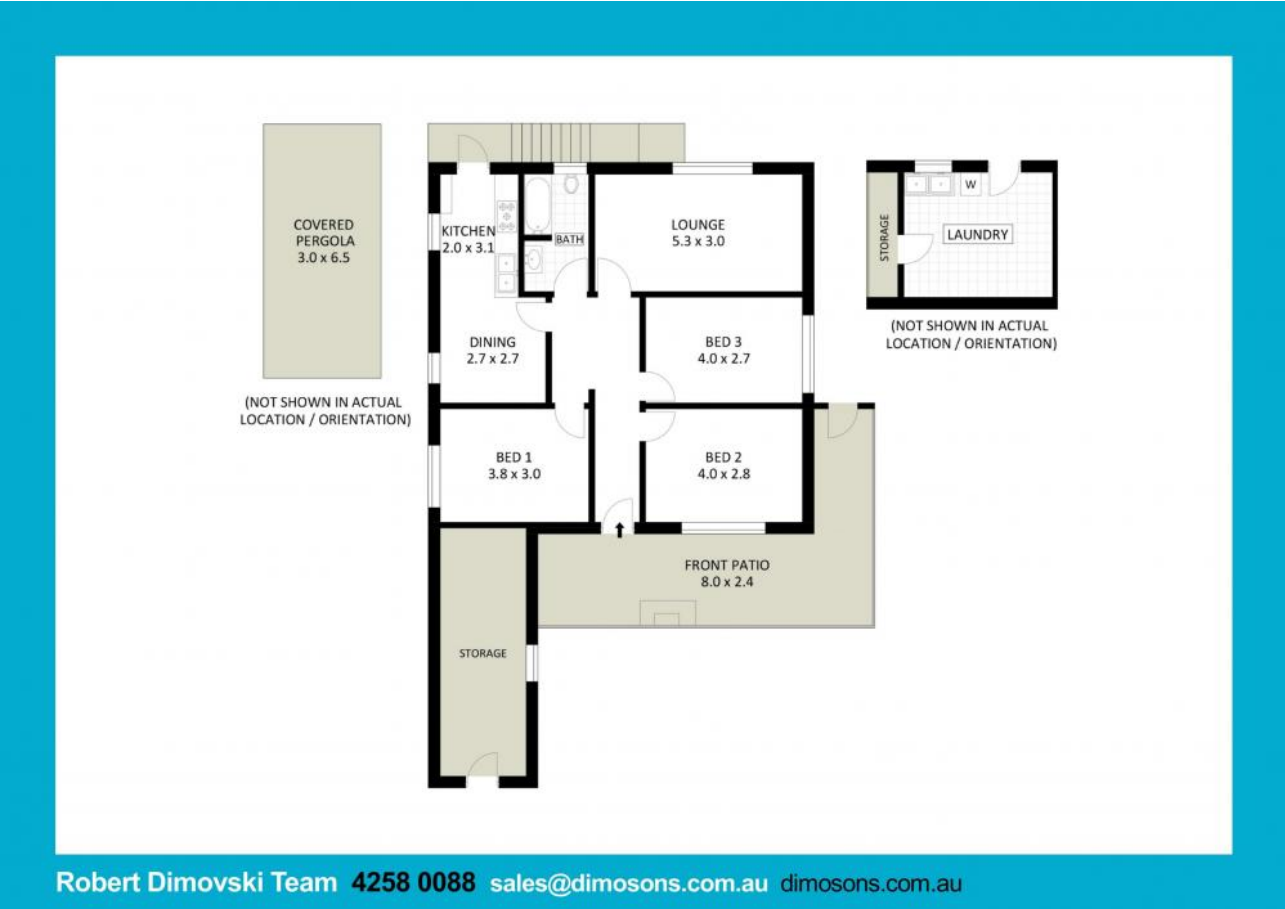 COVERED
PERGOLA
3.0 x 6.5
(NOT SHOWN IN ACTUAL
LOCATION / ORIENTATION)
KITCHEN
2.0 x 3.1
BATH
LOUNGE
5.3 x 3.0
DINING
2.7 x 2.7
BED 3
4.0 x 2.7
BED 1
3.8 x 3.0
BED 2
4.0 x 2.8
FRONT PATIO
8.0 x 2.4
STORAGE
STORAGE
W
LAUNDRY
(NOT SHOWN IN ACTUAL
LOCATION / ORIENTATION)
Robert Dimovski Team 4258 0088 sales@dimosons.com.au dimosons.com.au